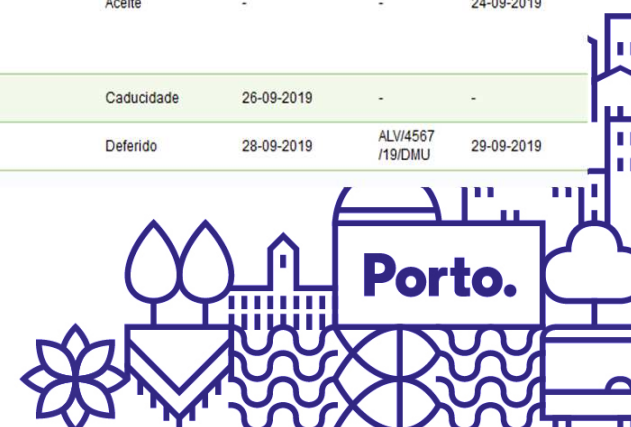 Aceite - - 24-09-2019
Caducidade 26-09-2019 - -
Deferido 28-09-2019 ALV/4567 29-09-2019
/19/DMU
Porto.